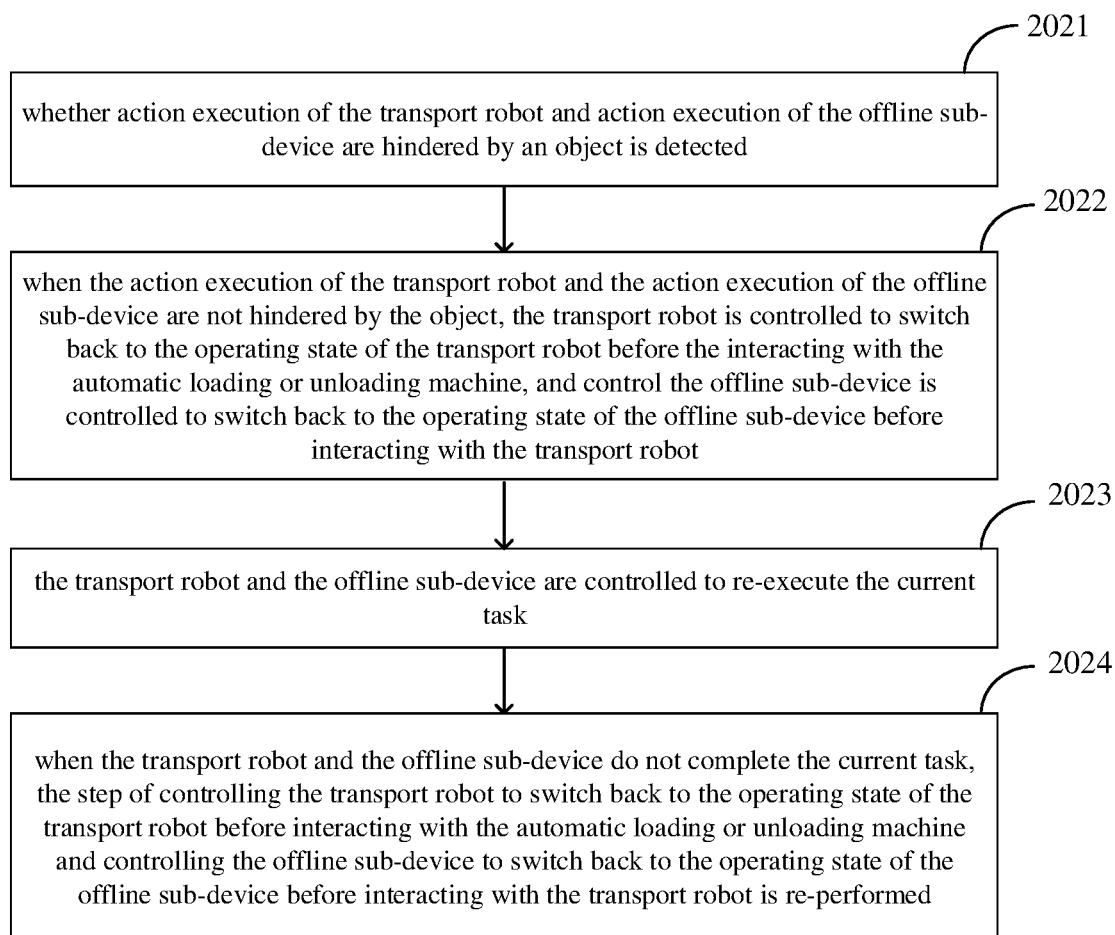 2021
whether action execution of the transport robot and action execution of the offline sub-
device are hindered by an object is detected
2022
when the action execution of the transport robot and the action execution of the offline
sub-device are not hindered by the object, the transport robot is controlled to switch
back to the operating state of the transport robot before the interacting with the
automatic loading or unloading machine, and control the offline sub-device is
controlled to switch back to the operating state of the offline sub-device before
interacting with the transport robot
2023
the transport robot and the offline sub-device are controlled to re-execute the current
task
2024
when the transport robot and the offline sub-device do not complete the current task,
the step of controlling the transport robot to switch back to the operating state of the
transport robot before interacting with the automatic loading or unloading machine
and controlling the offline sub-device to switch back to the operating state of the
offline sub-device before interacting with the transport robot is re-performed